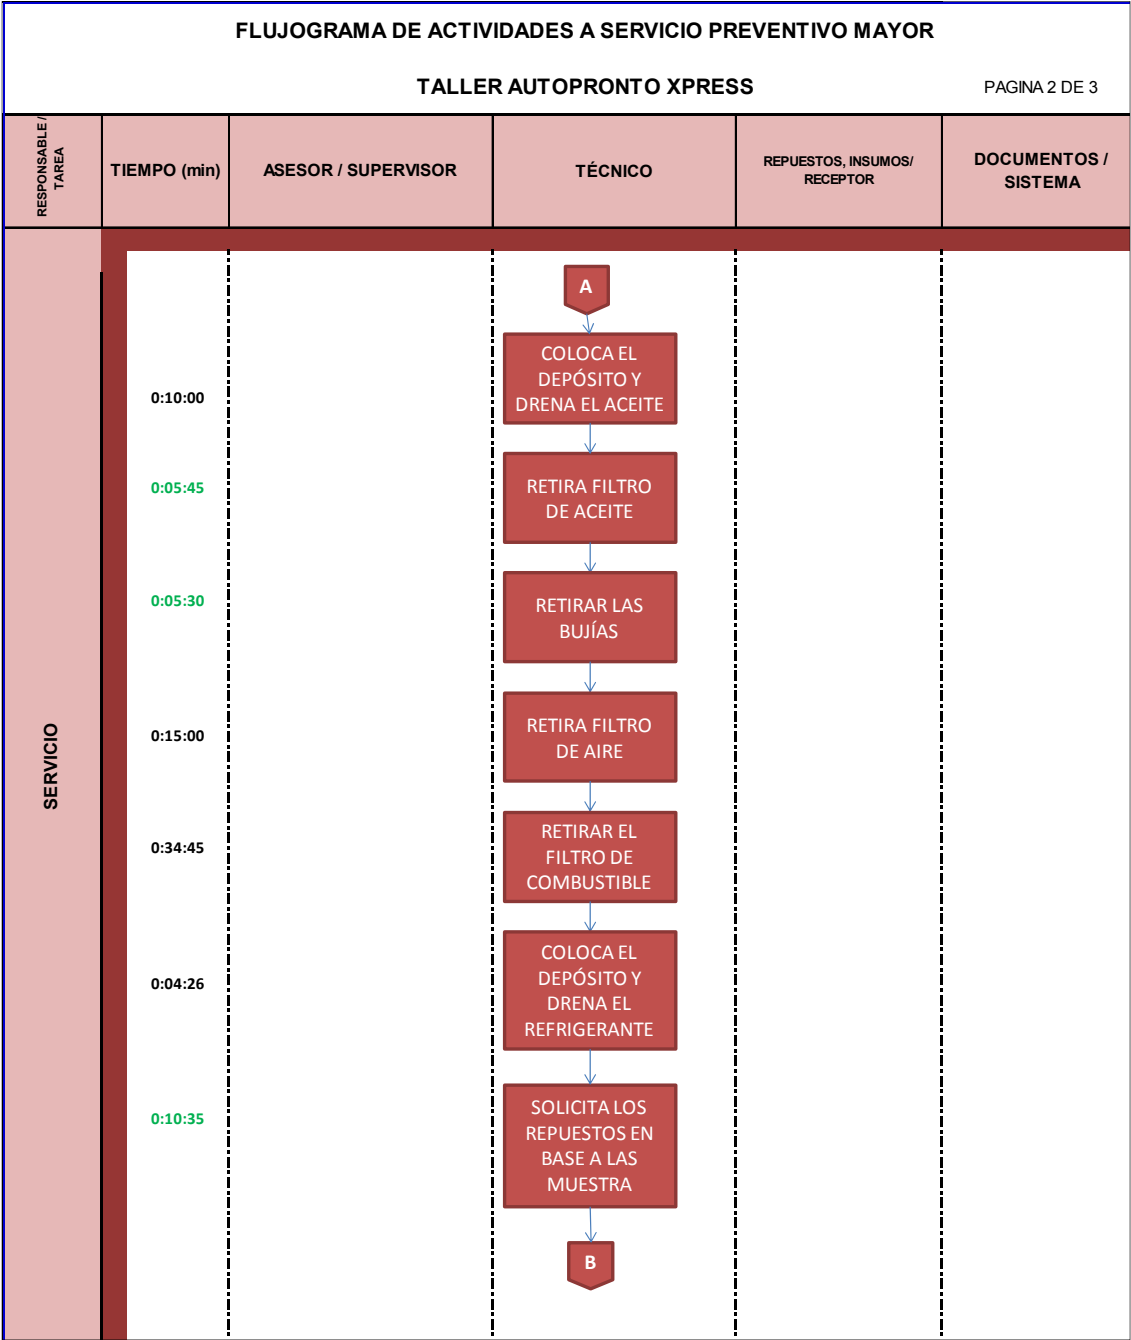 FLUJOGRAMA DE ACTIVIDADES A SERVICIO PREVENTIVO MAYOR
TALLER AUTOPRONTO XPRESS
PAGINA 2 DE 3
RESPONSABLE /
TAREA
TIEMPO (min)
ASESOR / SUPERVISOR
TÉCNICO
REPUESTOS, INSUMOS/
RECEPTOR
DOCUMENTOS /
SISTEMA
SERVICIO
A
0:10:00
COLOCA EL
DEPÓSITO Y
DRENA EL ACEITE
0:05:45
RETIRA FILTRO
DE ACEITE
0:05:30
RETIRAR LAS
BUJÍAS
0:15:00
RETIRA FILTRO
DE AIRE
0:34:45
RETIRAR EL
FILTRO DE
COMBUSTIBLE
0:04:26
COLOCA EL
DEPÓSITO Y
DRENA EL
REFRIGERANTE
0:10:35
SOLICITA LOS
REPUESTOS EN
BASE A LAS
MUESTRA
B